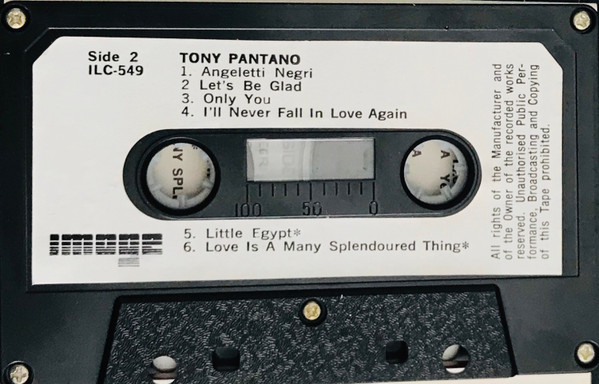 Side 2
ILC-549
TONY PANTANO
1. Angeletti Negri
2 Let's Be Glad
3. Only You
4. I'll Never Fall In Love Again
NY SPL
A
A YO
100 50 0
image
5. Little Egypt*
6. Love Is A Many Splendoured Thing*
All rights of the Manufacturer and
of the Owner of the recorded works
reserved. Unauthorised Public Per-
formance, Broadcasting and Copying
of this Tape prohibited.